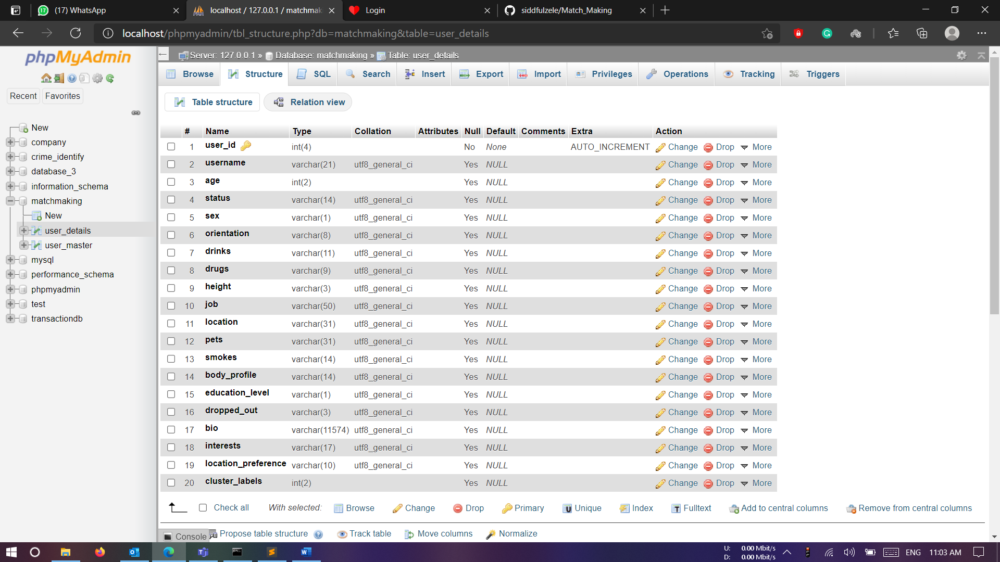 (17) WhatsApp
localhost / 127.0.0.1 / matchmak
Login
siddfulzele/Match_Making
localhost/phpmyadmin/tbl_structure.php?db=matchmaking&table=user_details
phpMyAdmin
Recent
Favorites
New
company
crime_identify
database_3
information_schema
matchmaking
New
user_details
user_master
mysql
performance_schema
phpmyadmin
test
transactiondb
Server: 127.0.0.1 » Database: matchmaking » Table: user_details
Browse Structure SQL Search Insert Export Import Privileges Operations Tracking Triggers
Table structure Relation view
# Name Type Collation Attributes Null Default Comments Extra Action
1 user_id int(4) No None AUTO_INCREMENT Change Drop More
2 username varchar(21) utf8_general_ci Yes NULL Change Drop More
3 age int(2) Yes NULL Change Drop More
4 status varchar(14) utf8_general_ci Yes NULL Change Drop More
5 sex varchar(1) utf8_general_ci Yes NULL Change Drop More
6 orientation varchar(8) utf8_general_ci Yes NULL Change Drop More
7 drinks varchar(11) utf8_general_ci Yes NULL Change Drop More
8 drugs varchar(9) utf8_general_ci Yes NULL Change Drop More
9 height varchar(3) utf8_general_ci Yes NULL Change Drop More
10 job varchar(50) utf8_general_ci Yes NULL Change Drop More
11 location varchar(31) utf8_general_ci Yes NULL Change Drop More
12 pets varchar(31) utf8_general_ci Yes NULL Change Drop More
13 smokes varchar(14) utf8_general_ci Yes NULL Change Drop More
14 body_profile varchar(14) utf8_general_ci Yes NULL Change Drop More
15 education_level varchar(1) utf8_general_ci Yes NULL Change Drop More
16 dropped_out varchar(3) utf8_general_ci Yes NULL Change Drop More
17 bio varchar(11574) utf8_general_ci Yes NULL Change Drop More
18 interests varchar(17) utf8_general_ci Yes NULL Change Drop More
19 location_preference varchar(10) utf8_general_ci Yes NULL Change Drop More
20 cluster_labels int(2) Yes NULL Change Drop More
Check all With selected: Browse Change Drop Primary Unique Index Fulltext Add to central columns Remove from central columns
Console Propose table structure Track table Move columns Normalize
U: 0.00 Mbit/s
D: 0.00 Mbit/s
ENG 11:03 AM